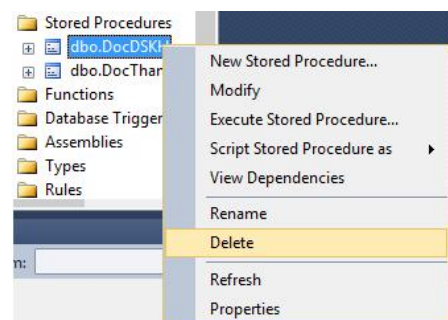 Stored Procedures
dbo.DocDSKH
dbo.DocThan
Functions
Database Trigger
Assemblies
Types
Rules
New Stored Procedure...
Modify
Execute Stored Procedure...
Script Stored Procedure as
View Dependencies
Rename
Delete
Refresh
Properties